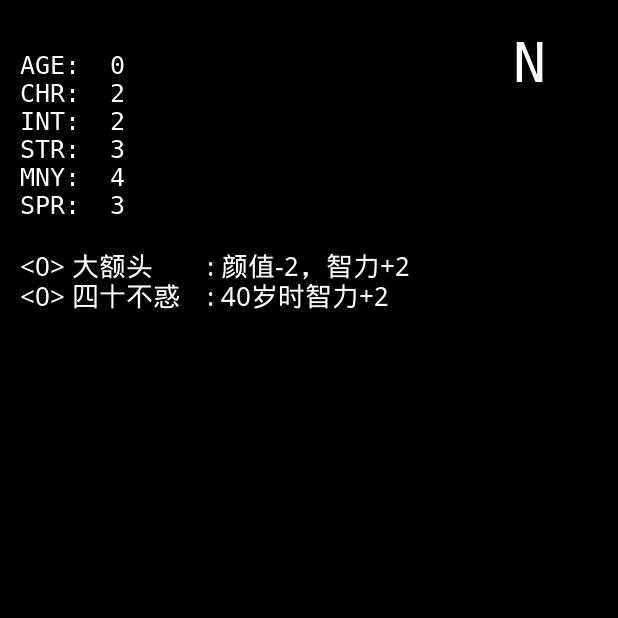 N
AGE: 0
CHR: 2
INT: 2
STR: 3
MNY: 4
SPR: 3
<0> 大额头 : 颜值-2，智力+2
<0> 四十不惑 : 40岁时智力+2